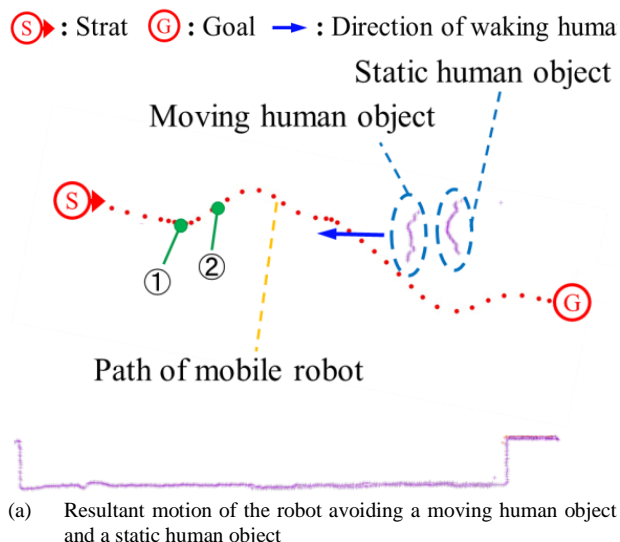 S : Strat G : Goal : Direction of waking huma
Static human object
Moving human object
S
① ②
G
Path of mobile robot
(a) Resultant motion of the robot avoiding a moving human object
and a static human object